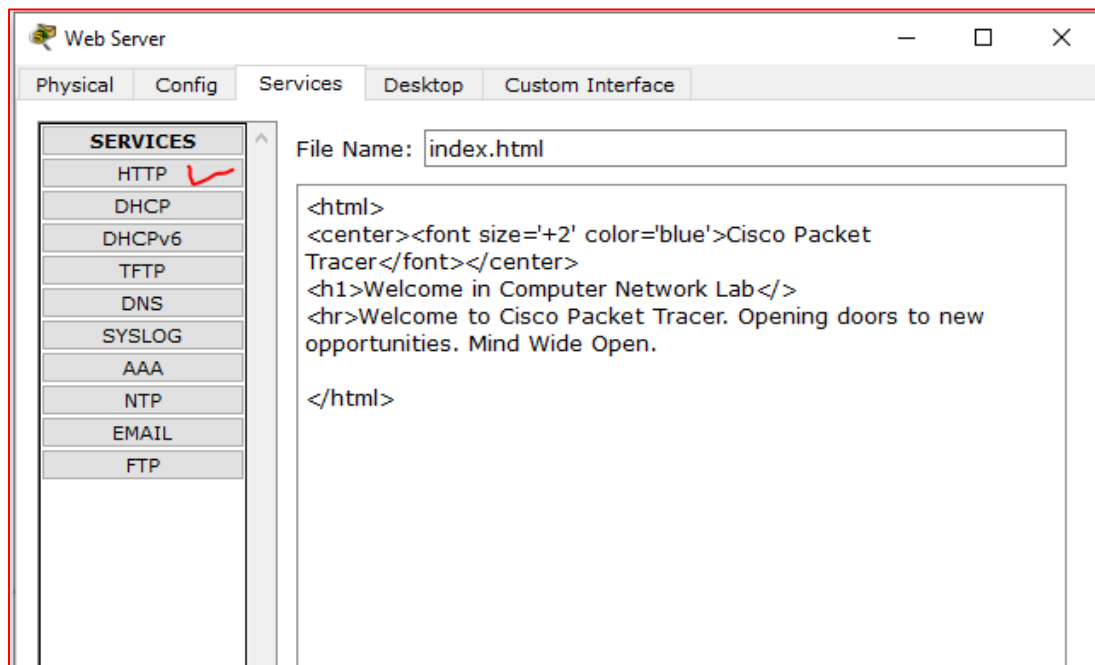 Web Server
Physical Config Services Desktop Custom Interface
SERVICES
HTTP
DHCP
DHCPv6
TFTP
DNS
SYSLOG
AAA
NTP
EMAIL
FTP
File Name: index.html
<html>
<center><font size='+2' color='blue'>Cisco Packet
Tracer</font></center>
<h1>Welcome in Computer Network Lab</>
<hr>Welcome to Cisco Packet Tracer. Opening doors to new
opportunities. Mind Wide Open.
</html>